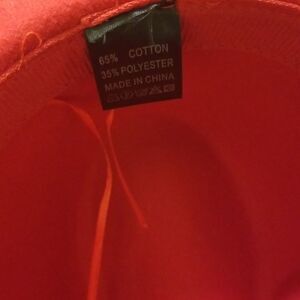 65% COTTON
35% POLYESTER
MADE IN CHINA